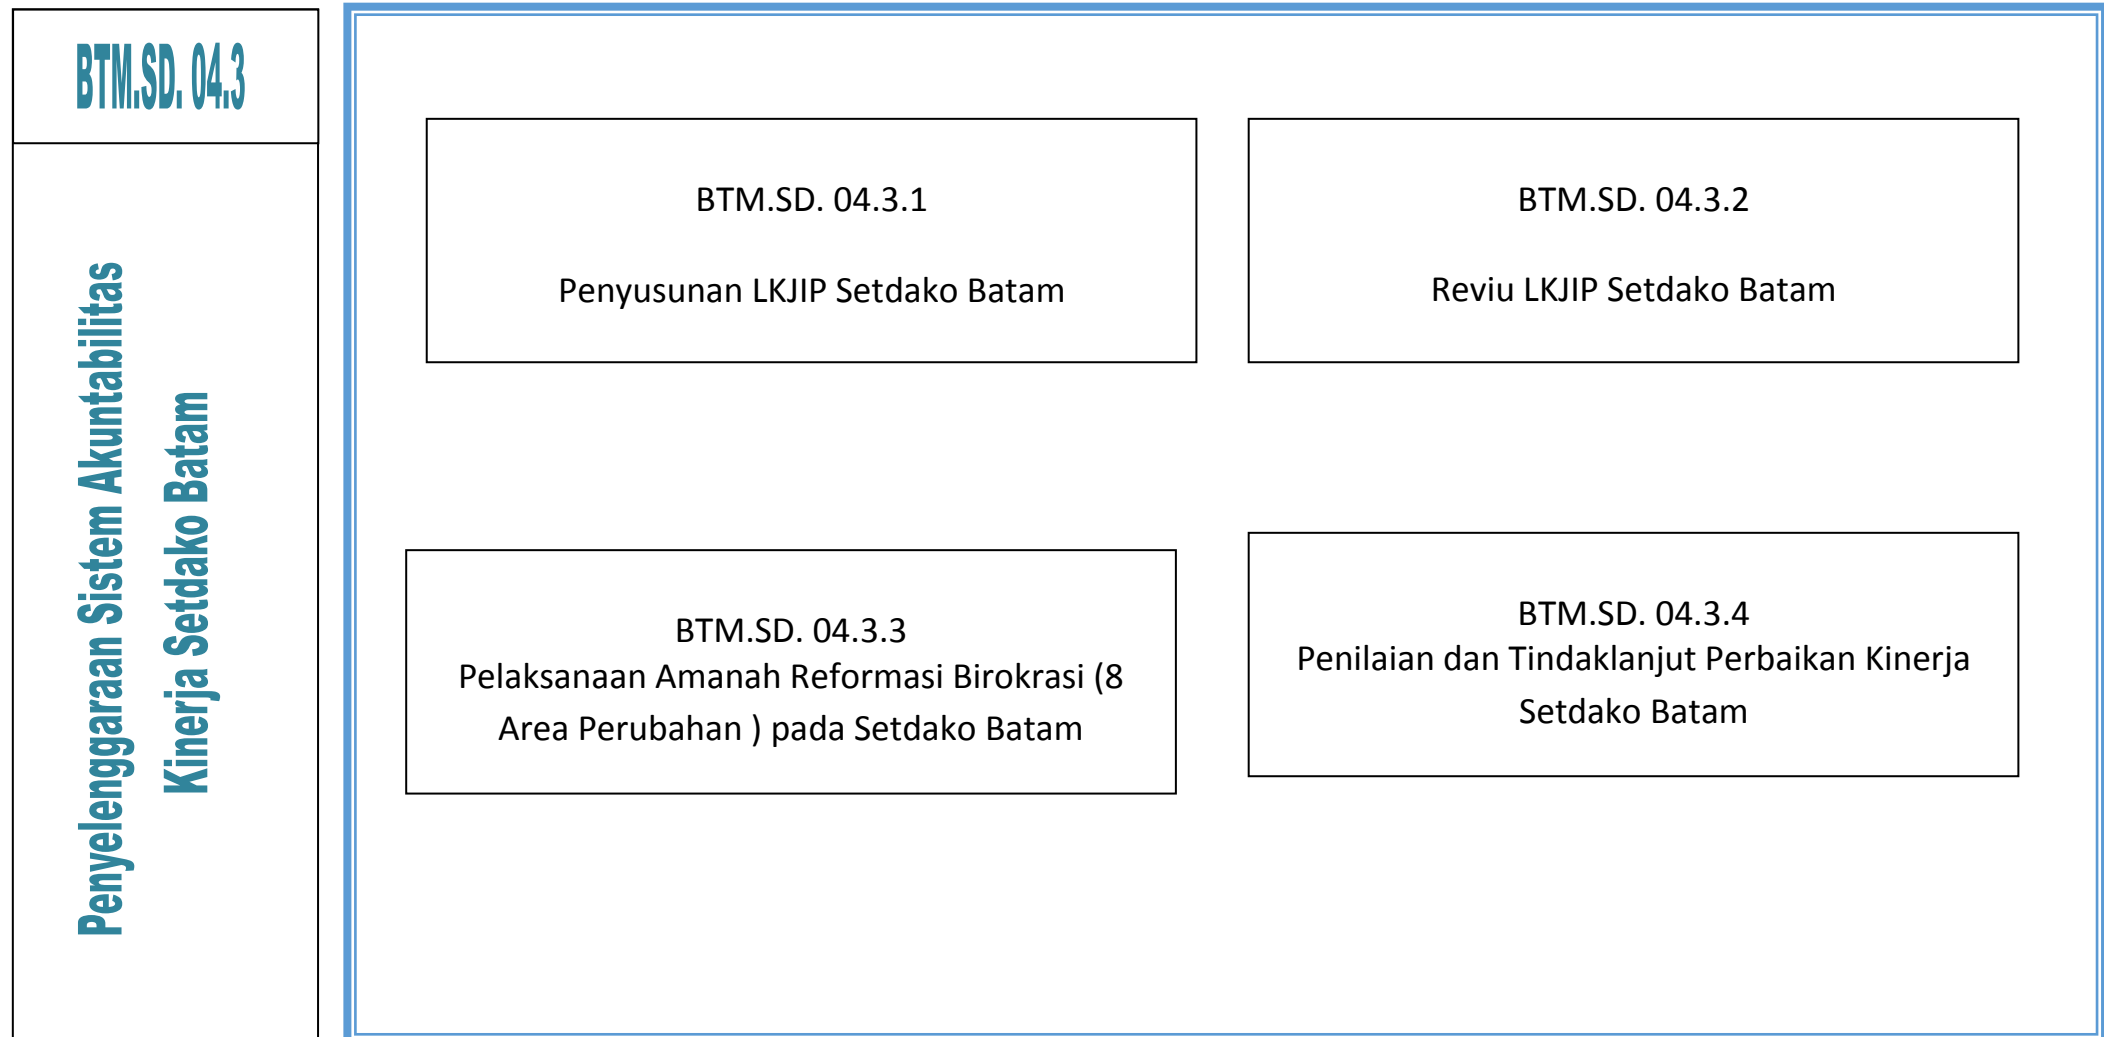 BTM.SD. 04.3
Penyelenggaraan Sistem Akuntabilitas
Kinerja Setdako Batam
BTM.SD. 04.3.1
Penyusunan LKJIP Setdako Batam
BTM.SD. 04.3.2
Reviu LKJIP Setdako Batam
BTM.SD. 04.3.3
Pelaksanaan Amanah Reformasi Birokrasi (8
Area Perubahan ) pada Setdako Batam
BTM.SD. 04.3.4
Penilaian dan Tindaklanjut Perbaikan Kinerja
Setdako Batam